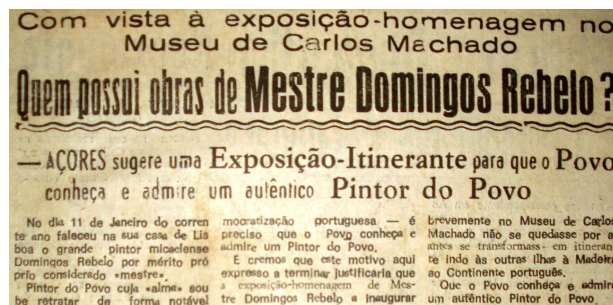 Com vista à exposição-homenagem no
Museu de Carlos Machado
Quem possui obras de Mestre Domingos Rebelo?
— AÇORES sugere uma Exposição-Itinerante para que o Povo
conheça e admire um autêntico Pintor do Povo
No dia 11 de Janeiro do corren
te ano faleceu na sua casa de Lis
boa o grande pintor micaelense
Domingos Rebelo por mérito pró
prio considerado «mestre».
Pintor do Povo cuja «alma» sou
be retratar de forma notável
mocratização portuguesa — é
preciso que o Povo conheça e
admire um Pintor do Povo.
E cremos que este motivo aqui
expresso a terminar justificaria que
a exposição-homenagem de Mes-
tre Domingos Rebelo a inaugurar
brevemente no Museu de Carlos
Machado não se quedasse por a
antes se transformass- em itineran
te indo às outras Ilhas à Madeira
ao Continente português.
Que o Povo conheça e admire
um autêntico Pintor do Povo